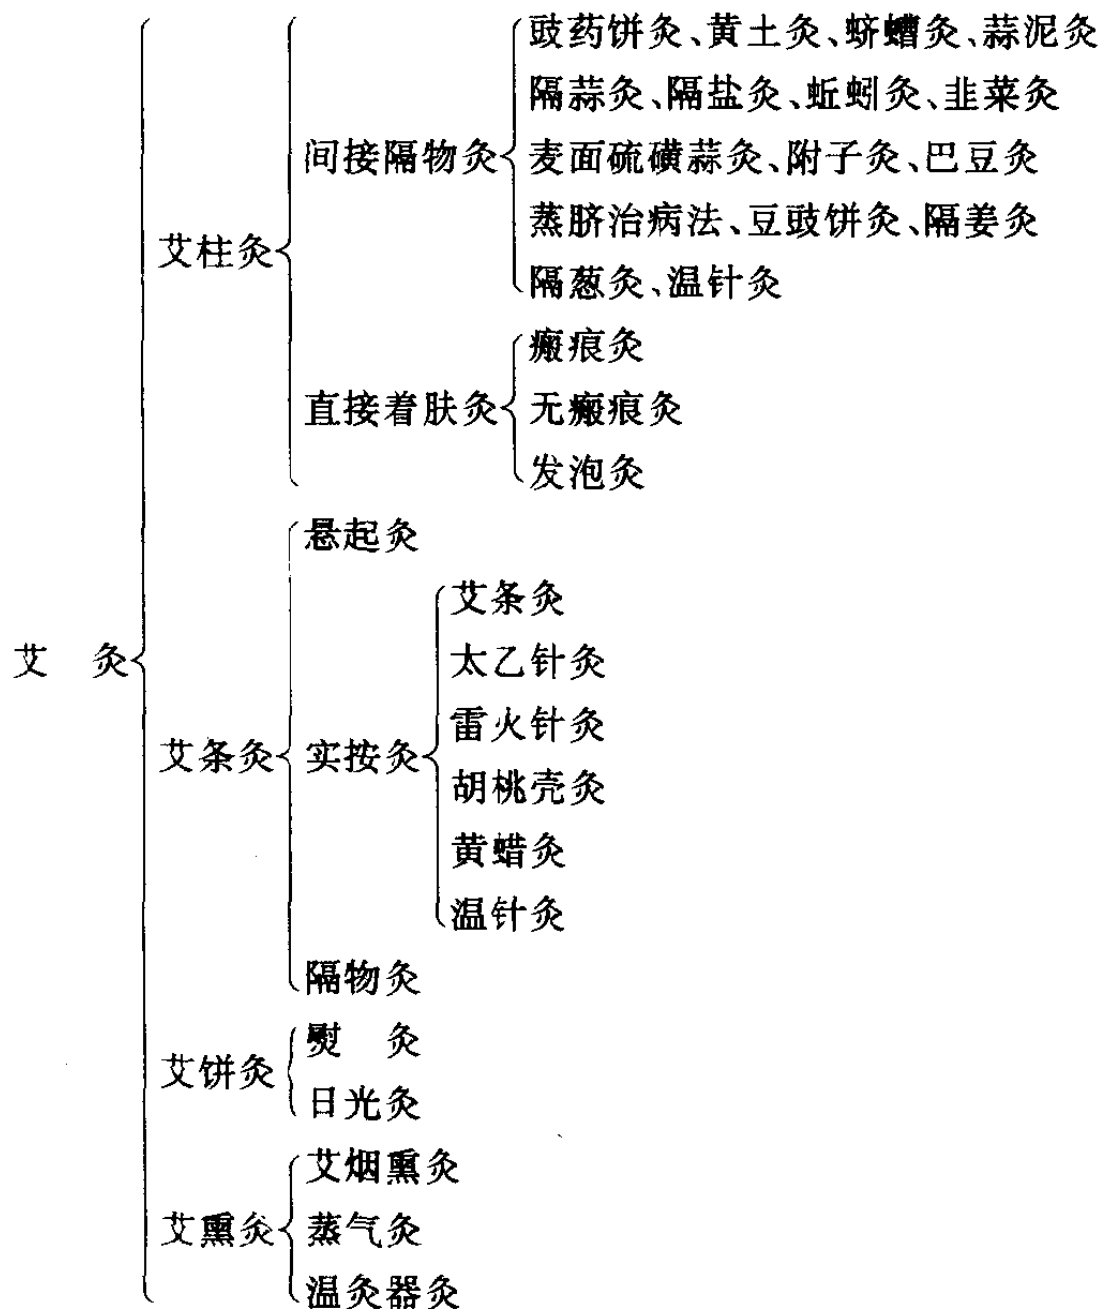 豉药饼灸、黄土灸、蛴螬灸、蒜泥灸
隔蒜灸、隔盐灸、蚯蚓灸、韭菜灸
间接隔物灸
麦面硫磺蒜灸、附子灸、巴豆灸
蒸脐治病法、豆豉饼灸、隔姜灸
艾柱灸
隔葱灸、温针灸
瘢痕灸
直接着肤灸
无瘢痕灸
发泡灸
悬起灸
艾条灸
艾　灸
太乙针灸
雷火针灸
艾条灸
实按灸
胡桃壳灸
黄蜡灸
温针灸
隔物灸
艾饼灸
熨　灸
日光灸
艾烟熏灸
艾熏灸
蒸气灸
温灸器灸